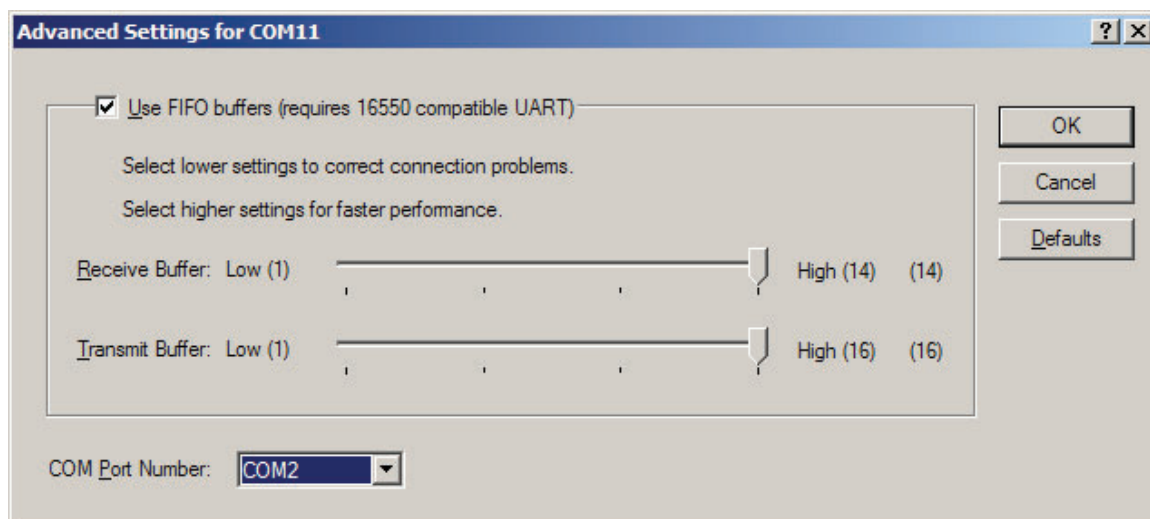 Advanced Settings for COM11
Use FIFO buffers (requires 16550 compatible UART)
OK
Select lower settings to correct connection problems.
Cancel
Select higher settings for faster performance.
Defaults
Receive Buffer: Low (1) High (14) (14)
Transmit Buffer: Low (1) High (16) (16)
COM Port Number: COM2